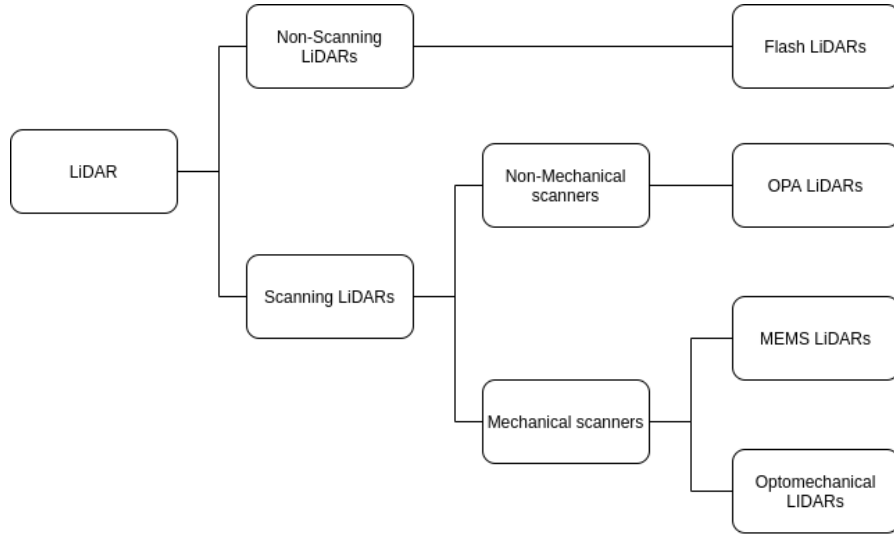 Non-Scanning
LiDARs
Flash LiDARs
LiDAR
Non-Mechanical
scanners
OPA LiDARs
Scanning LiDARs
MEMS LiDARs
Mechanical scanners
Optomechanical
LIDARs